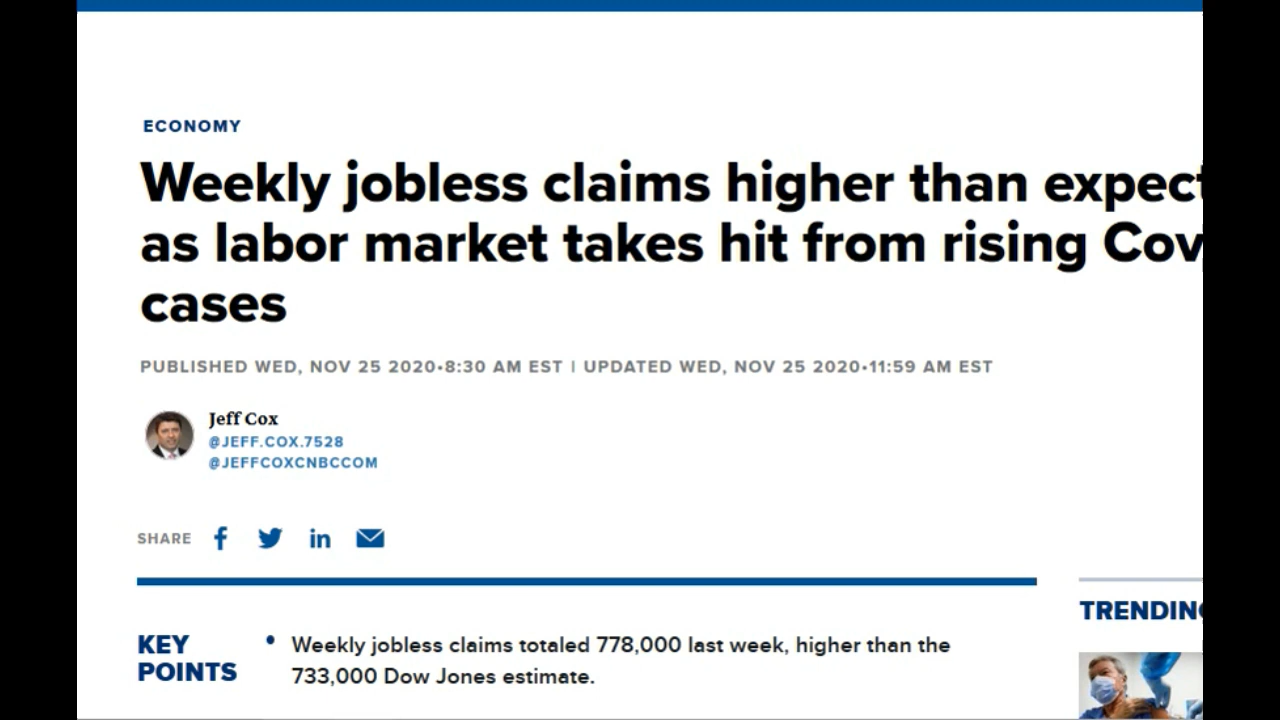 ECONOMY
Weekly jobless claims higher than expect
as labor market takes hit from rising Cov
cases
PUBLISHED WED, NOV 25 2020•8:30 AM EST | UPDATED WED, NOV 25 2020•11:59 AM EST
Jeff Cox
@JEFF.COX.7528
@JEFFCOXCNBCCOM
SHARE
KEY
POINTS
• Weekly jobless claims totaled 778,000 last week, higher than the
733,000 Dow Jones estimate.
TRENDING